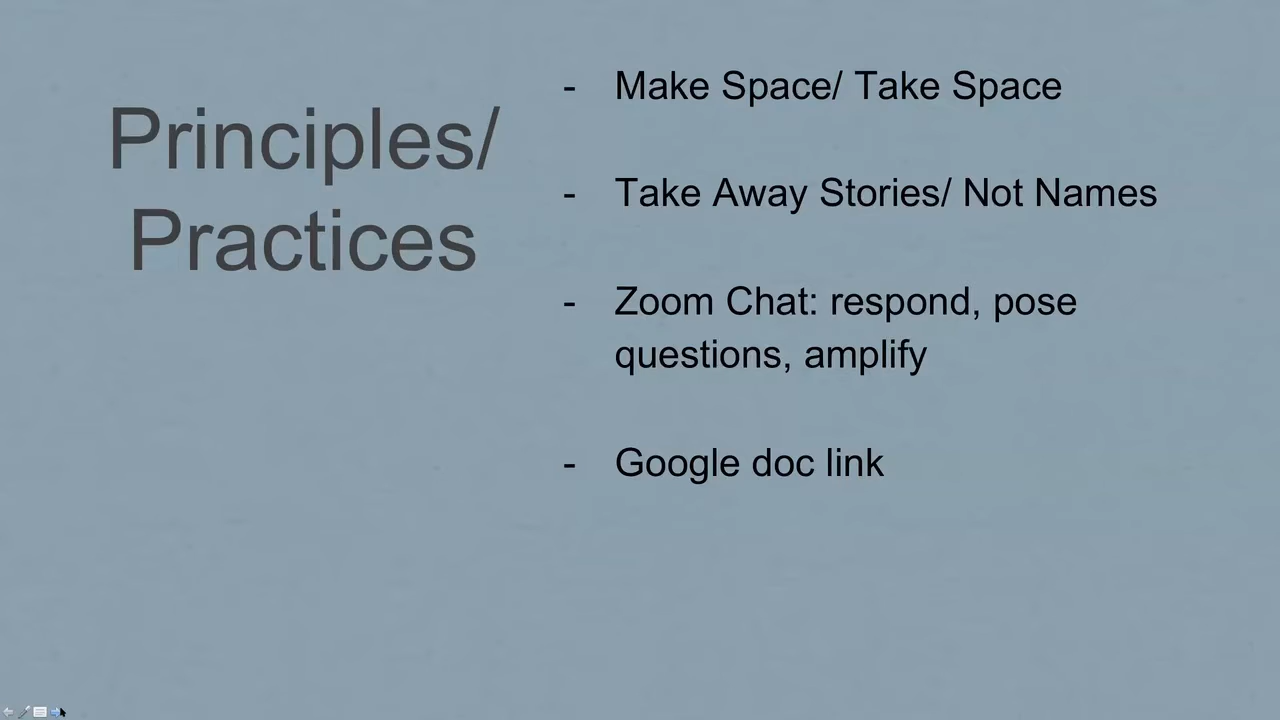 Principles/
Practices
- Make Space/ Take Space
- Take Away Stories/ Not Names
- Zoom Chat: respond, pose
questions, amplify
- Google doc link